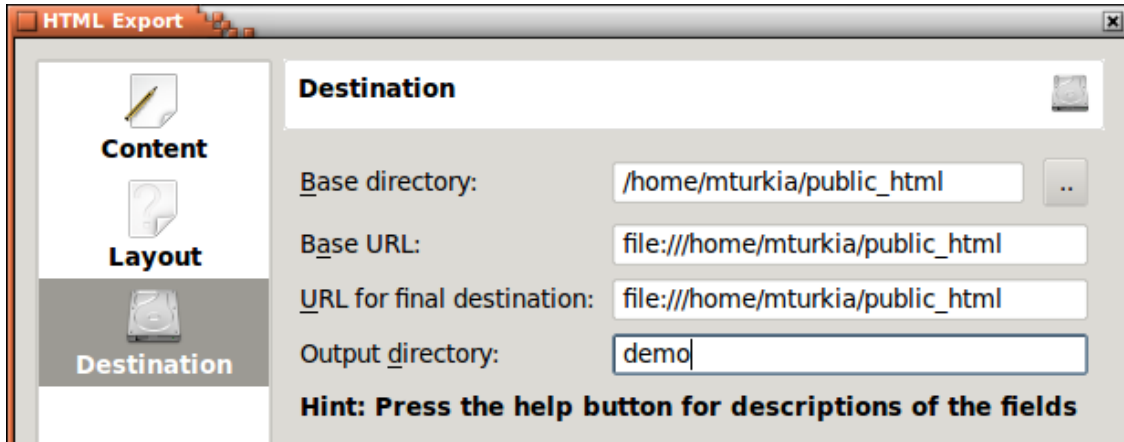 HTML Export
Content
Layout
Destination
Destination
Base directory: /home/mturkia/public_html ..
Base URL: file:///home/mturkia/public_html
URL for final destination: file:///home/mturkia/public_html
Output directory: demo
Hint: Press the help button for descriptions of the fields